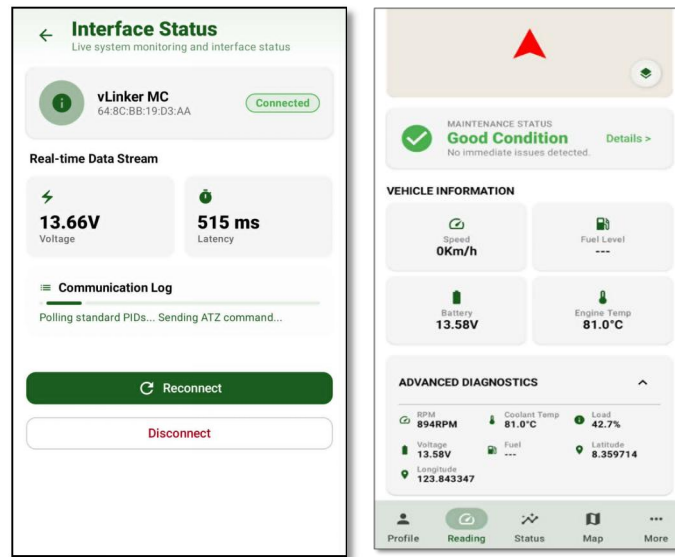 Interface Status
Live system monitoring and interface status
vLinker MC
64:8C:BB:19:D3:AA
Connected
Real-time Data Stream
13.66V
Voltage
515 ms
Latency
Communication Log
Polling standard PIDs... Sending ATZ command...
Reconnect
Disconnect
MAINTENANCE STATUS
Good Condition
No immediate issues detected.
Details >
VEHICLE INFORMATION
Speed
0Km/h
Fuel Level
---
Battery
13.58V
Engine Temp
81.0°C
ADVANCED DIAGNOSTICS
RPM
894RPM
Coolant Temp
81.0°C
Load
42.7%
Voltage
13.58V
Fuel
---
Latitude
8.359714
Longitude
123.843347
Profile
Reading
Status
Map
More